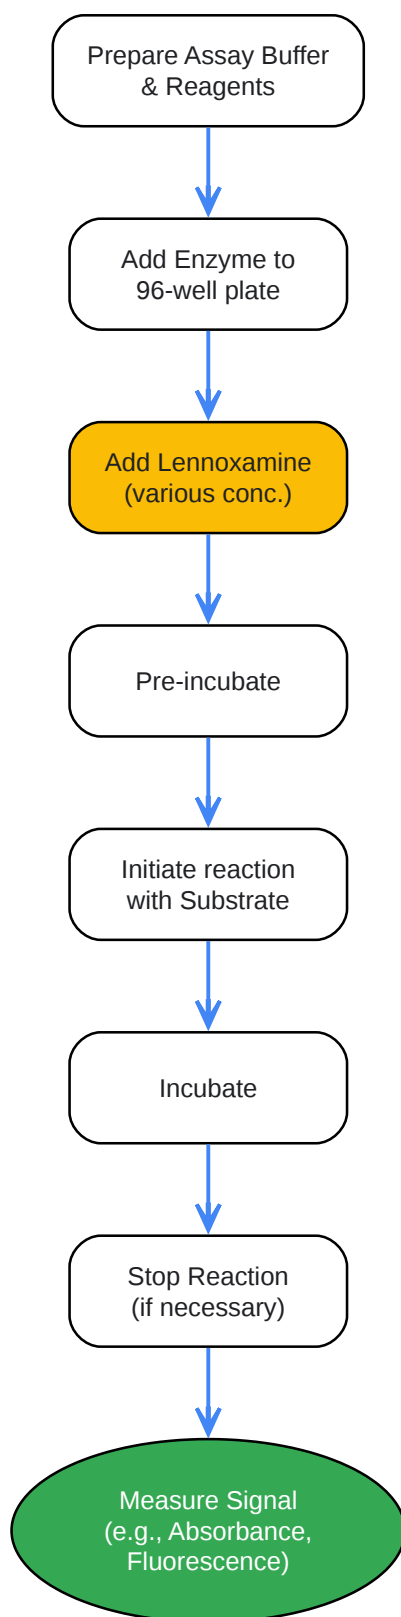 Prepare Assay Buffer
& Reagents
Add Enzyme to
96-well plate
Add Lennoxamine
(various conc.)
Pre-incubate
Initiate reaction
with Substrate
Incubate
Stop Reaction
(if necessary)
Measure Signal
(e.g., Absorbance,
Fluorescence)